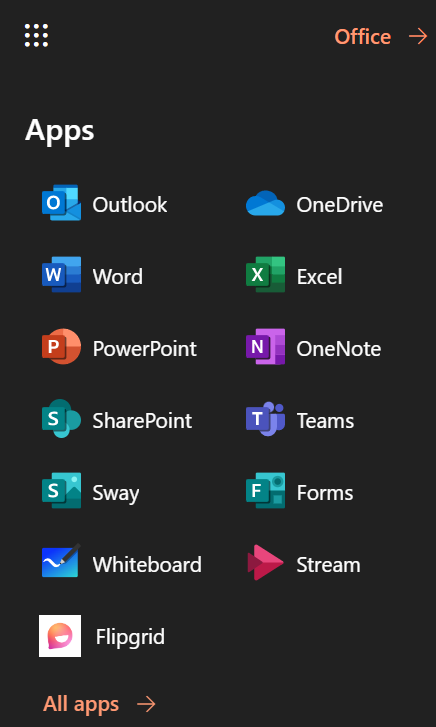 Office
Apps
O Outlook
OneDrive
W Word
X Excel
P PowerPoint
N OneNote
S SharePoint
T Teams
S Sway
F Forms
Whiteboard
Stream
Flipgrid
All apps